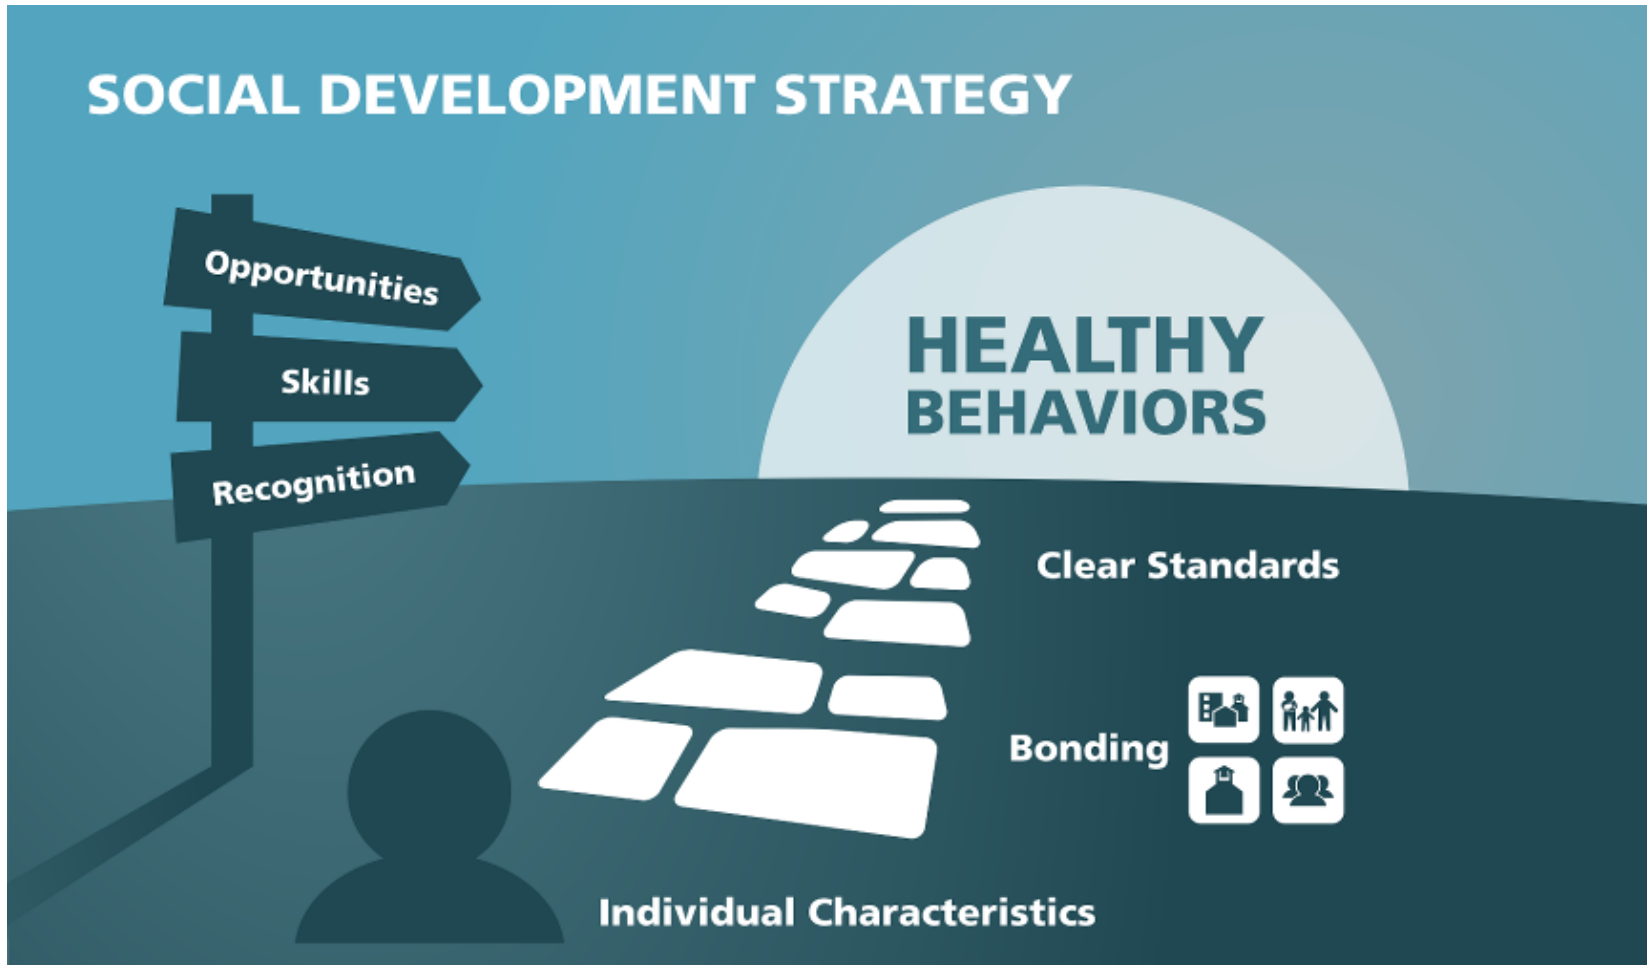 SOCIAL DEVELOPMENT STRATEGY
Opportunities
Skills
Recognition
HEALTHY
BEHAVIORS
Clear Standards
Bonding
Individual Characteristics